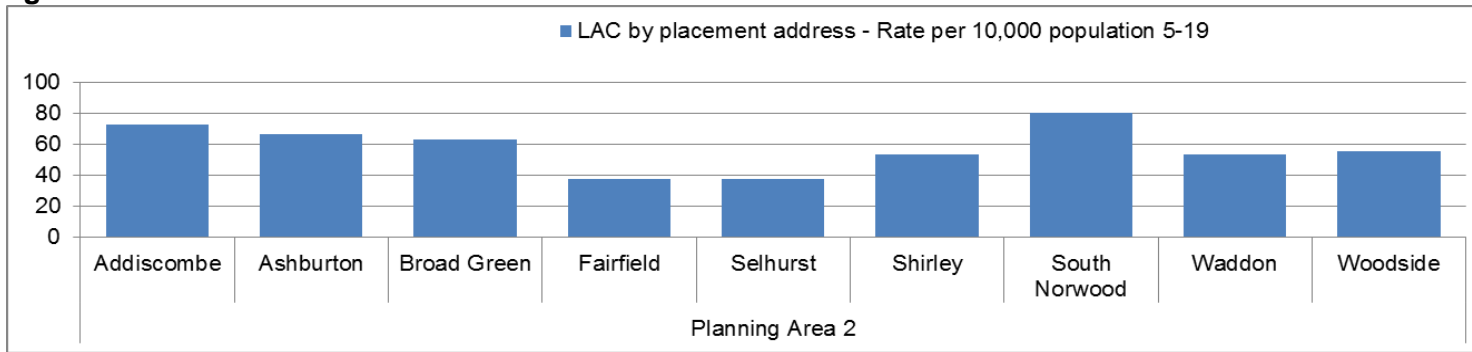 LAC by placement address - Rate per 10,000 population 5-19
100
80
60
40
20
0
Addiscombe Ashburton Broad Green Fairfield Selhurst Shirley South Norwood Waddon Woodside
Planning Area 2